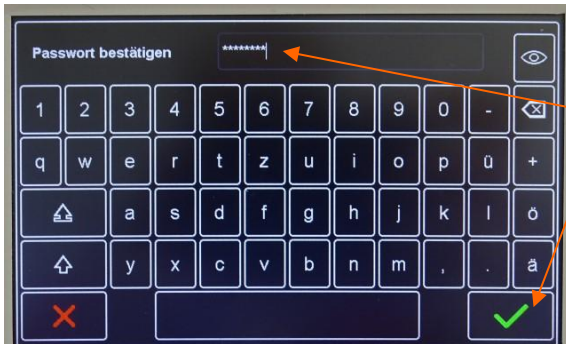 Passwort bestätigen ********
1 2 3 4 5 6 7 8 9 0 -
q w e r t z u i o p ü +
a s d f g h j k l ö
y x c v b n m , . ä